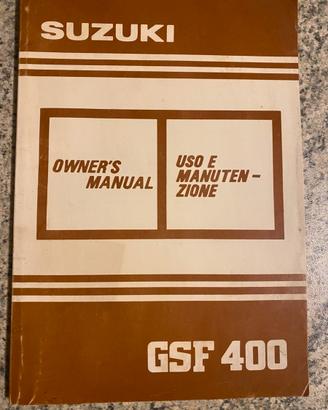 SUZUKI
OWNER'S
MANUAL
USO E
MANUTEN-
ZIONE
GSF 400